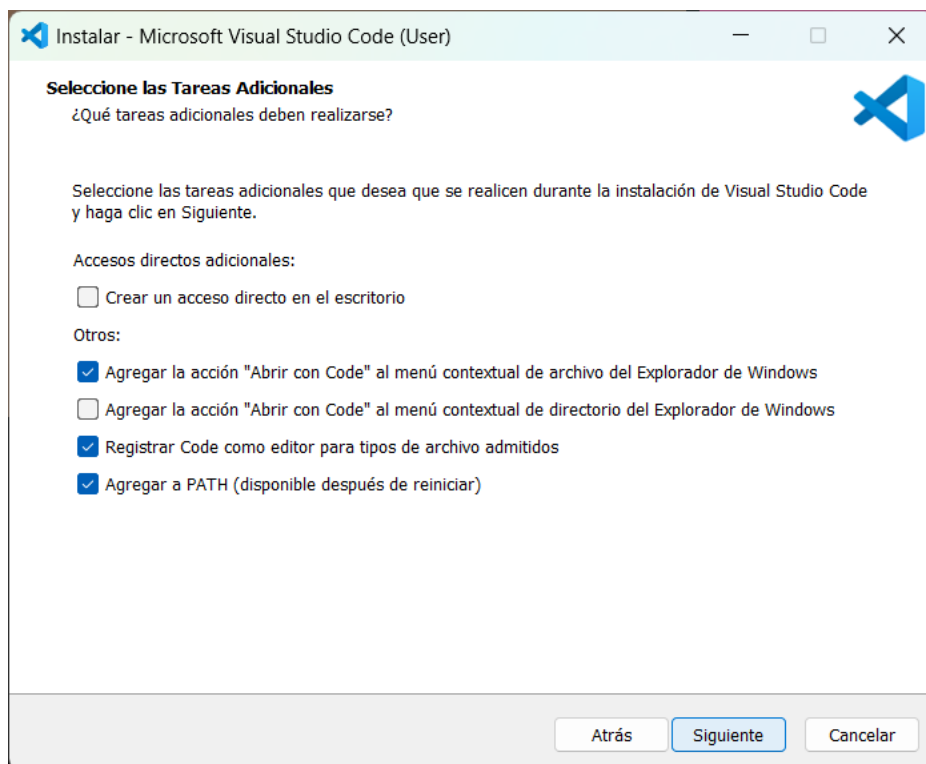 Instalar - Microsoft Visual Studio Code (User)
Seleccione las Tareas Adicionales
¿Qué tareas adicionales deben realizarse?
Seleccione las tareas adicionales que desea que se realicen durante la instalación de Visual Studio Code
y haga clic en Siguiente.
Accesos directos adicionales:
Crear un acceso directo en el escritorio
Otros:
Agregar la acción "Abrir con Code" al menú contextual de archivo del Explorador de Windows
Agregar la acción "Abrir con Code" al menú contextual de directorio del Explorador de Windows
Registrar Code como editor para tipos de archivo admitidos
Agregar a PATH (disponible después de reiniciar)
Atrás Siguiente Cancelar